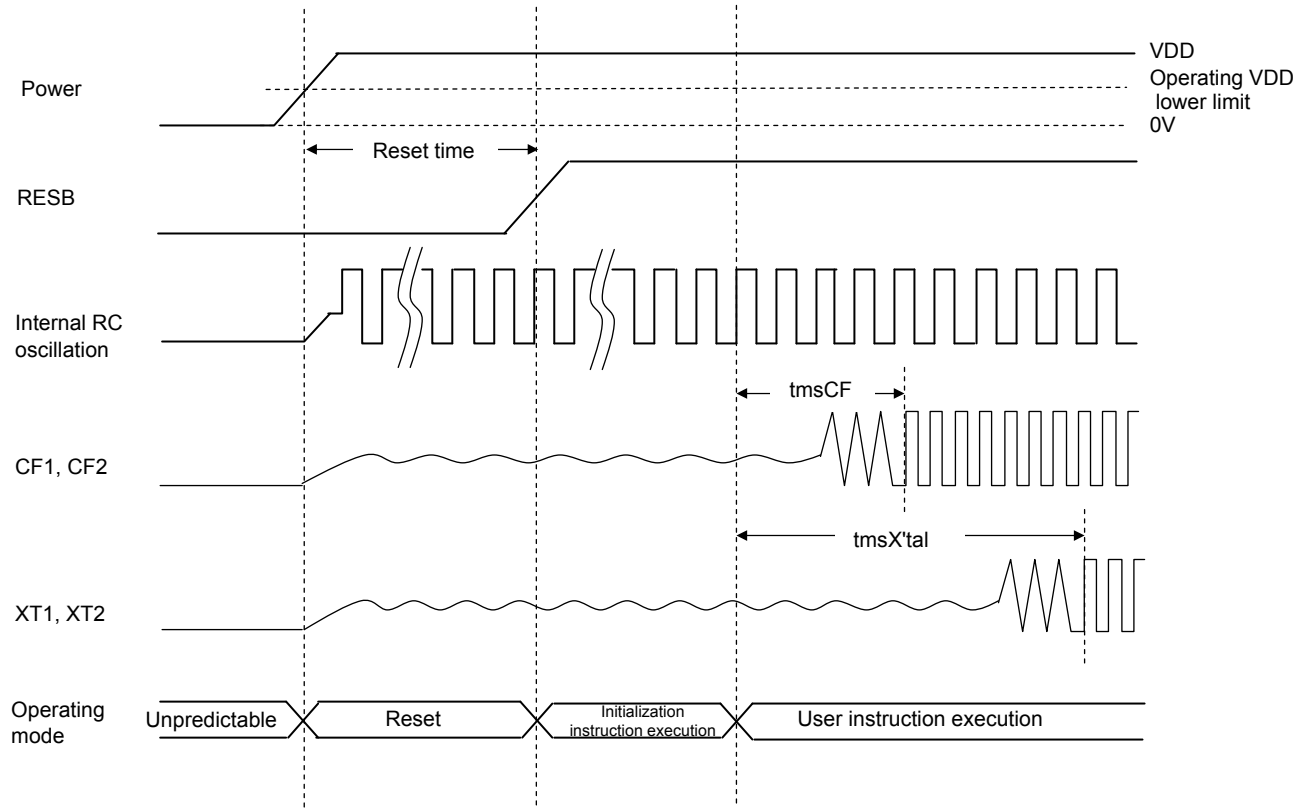 VDD
Power
Operating VDD
lower limit
0V
Reset time
RESB
Internal RC
oscillation
tmsCF
CF1, CF2
tmsX'tal
XT1, XT2
Operating
mode
Unpredictable
Reset
Initialization
instruction execution
User instruction execution